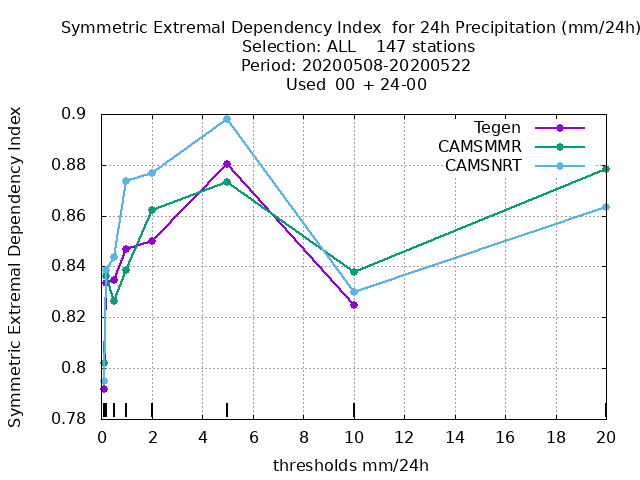 Symmetric Extremal Dependency Index  for 24h Precipitation (mm/24h)
Selection: ALL    147 stations
Period: 20200508-20200522
Used  00  + 24-00
Symmetric Extremal Dependency Index
0.9
0.88
0.86
0.84
0.82
0.8
0.78
Tegen
CAMSMMR
CAMSNRT
0 2 4 6 8 10 12 14 16 18 20
thresholds mm/24h